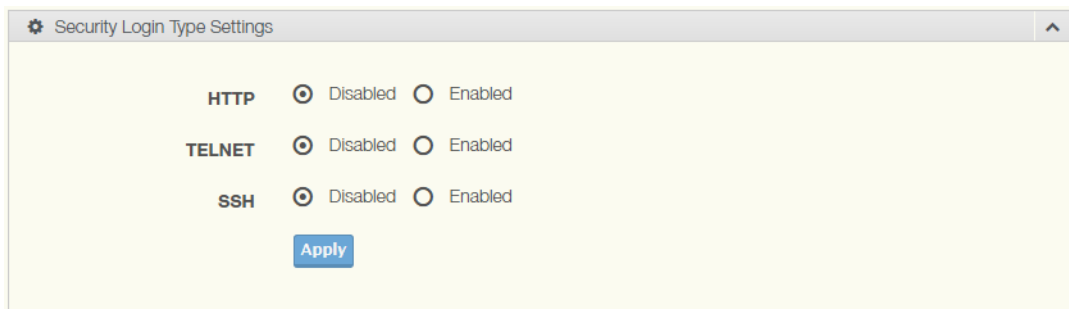 Security Login Type Settings
HTTP Disabled Enabled
TELNET Disabled Enabled
SSH Disabled Enabled
Apply